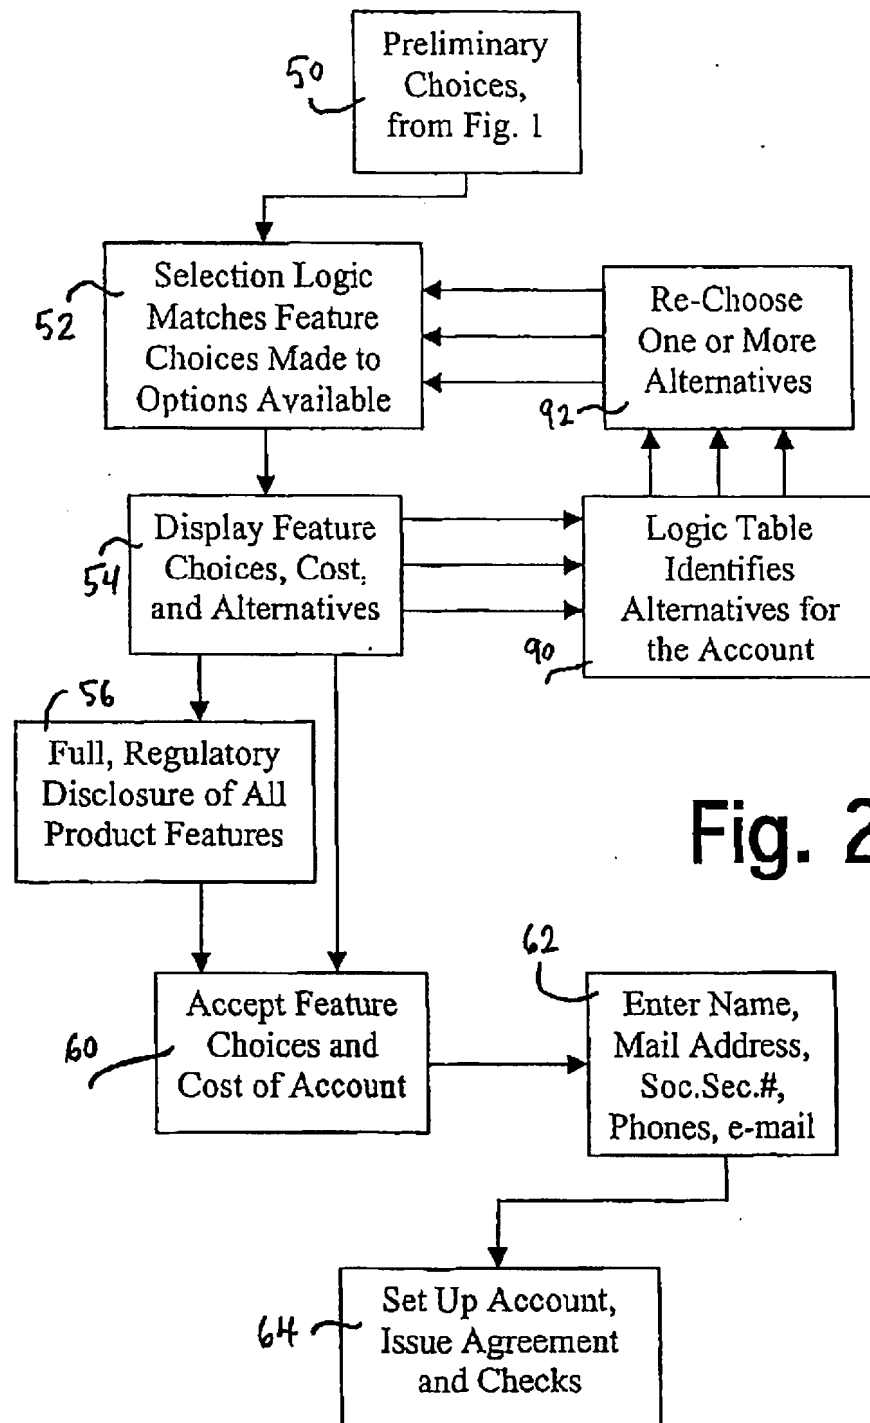 50
Preliminary
Choices,
from Fig. 1
52
Selection Logic
Matches Feature
Choices Made to
Options Available
Re-Choose
One or More
Alternatives
92
54
Display Feature
Choices, Cost,
and Alternatives
Logic Table
Identifies
Alternatives for
the Account
90
56
Full, Regulatory
Disclosure of All
Product Features
Fig. 2
60
Accept Feature
Choices and
Cost of Account
62
Enter Name,
Mail Address,
Soc.Sec.#,
Phones, e-mail
64
Set Up Account,
Issue Agreement
and Checks